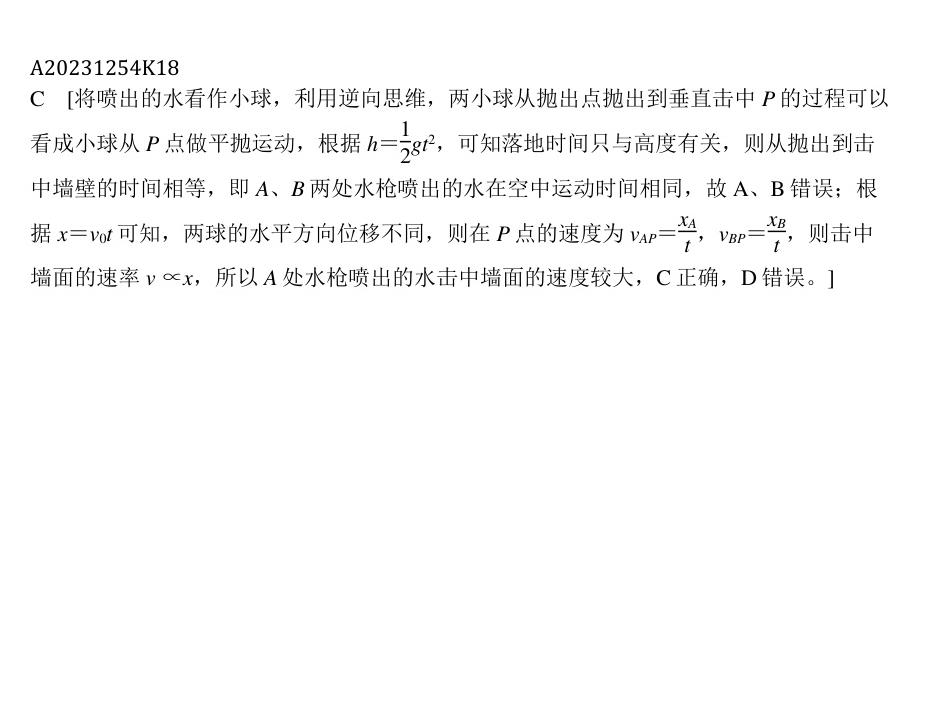 A20231254K18
C [将喷出的水看作小球，利用逆向思维，两小球从抛出点抛出到垂直击中 P 的过程可以
看成小球从 P 点做平抛运动，根据 h＝\frac{1}{2}gt²，可知落地时间只与高度有关，则从抛出到击
中墙壁的时间相等，即 A、B 两处水枪喷出的水在空中运动时间相同，故 A、B 错误；根
据 x＝v₀t 可知，两球的水平方向位移不同，则在 P 点的速度为 v_{AP}＝\frac{x_A}{t}，v_{BP}＝\frac{x_B}{t}，则击中
墙面的速率 v ∝x，所以 A 处水枪喷出的水击中墙面的速度较大，C 正确，D 错误。]